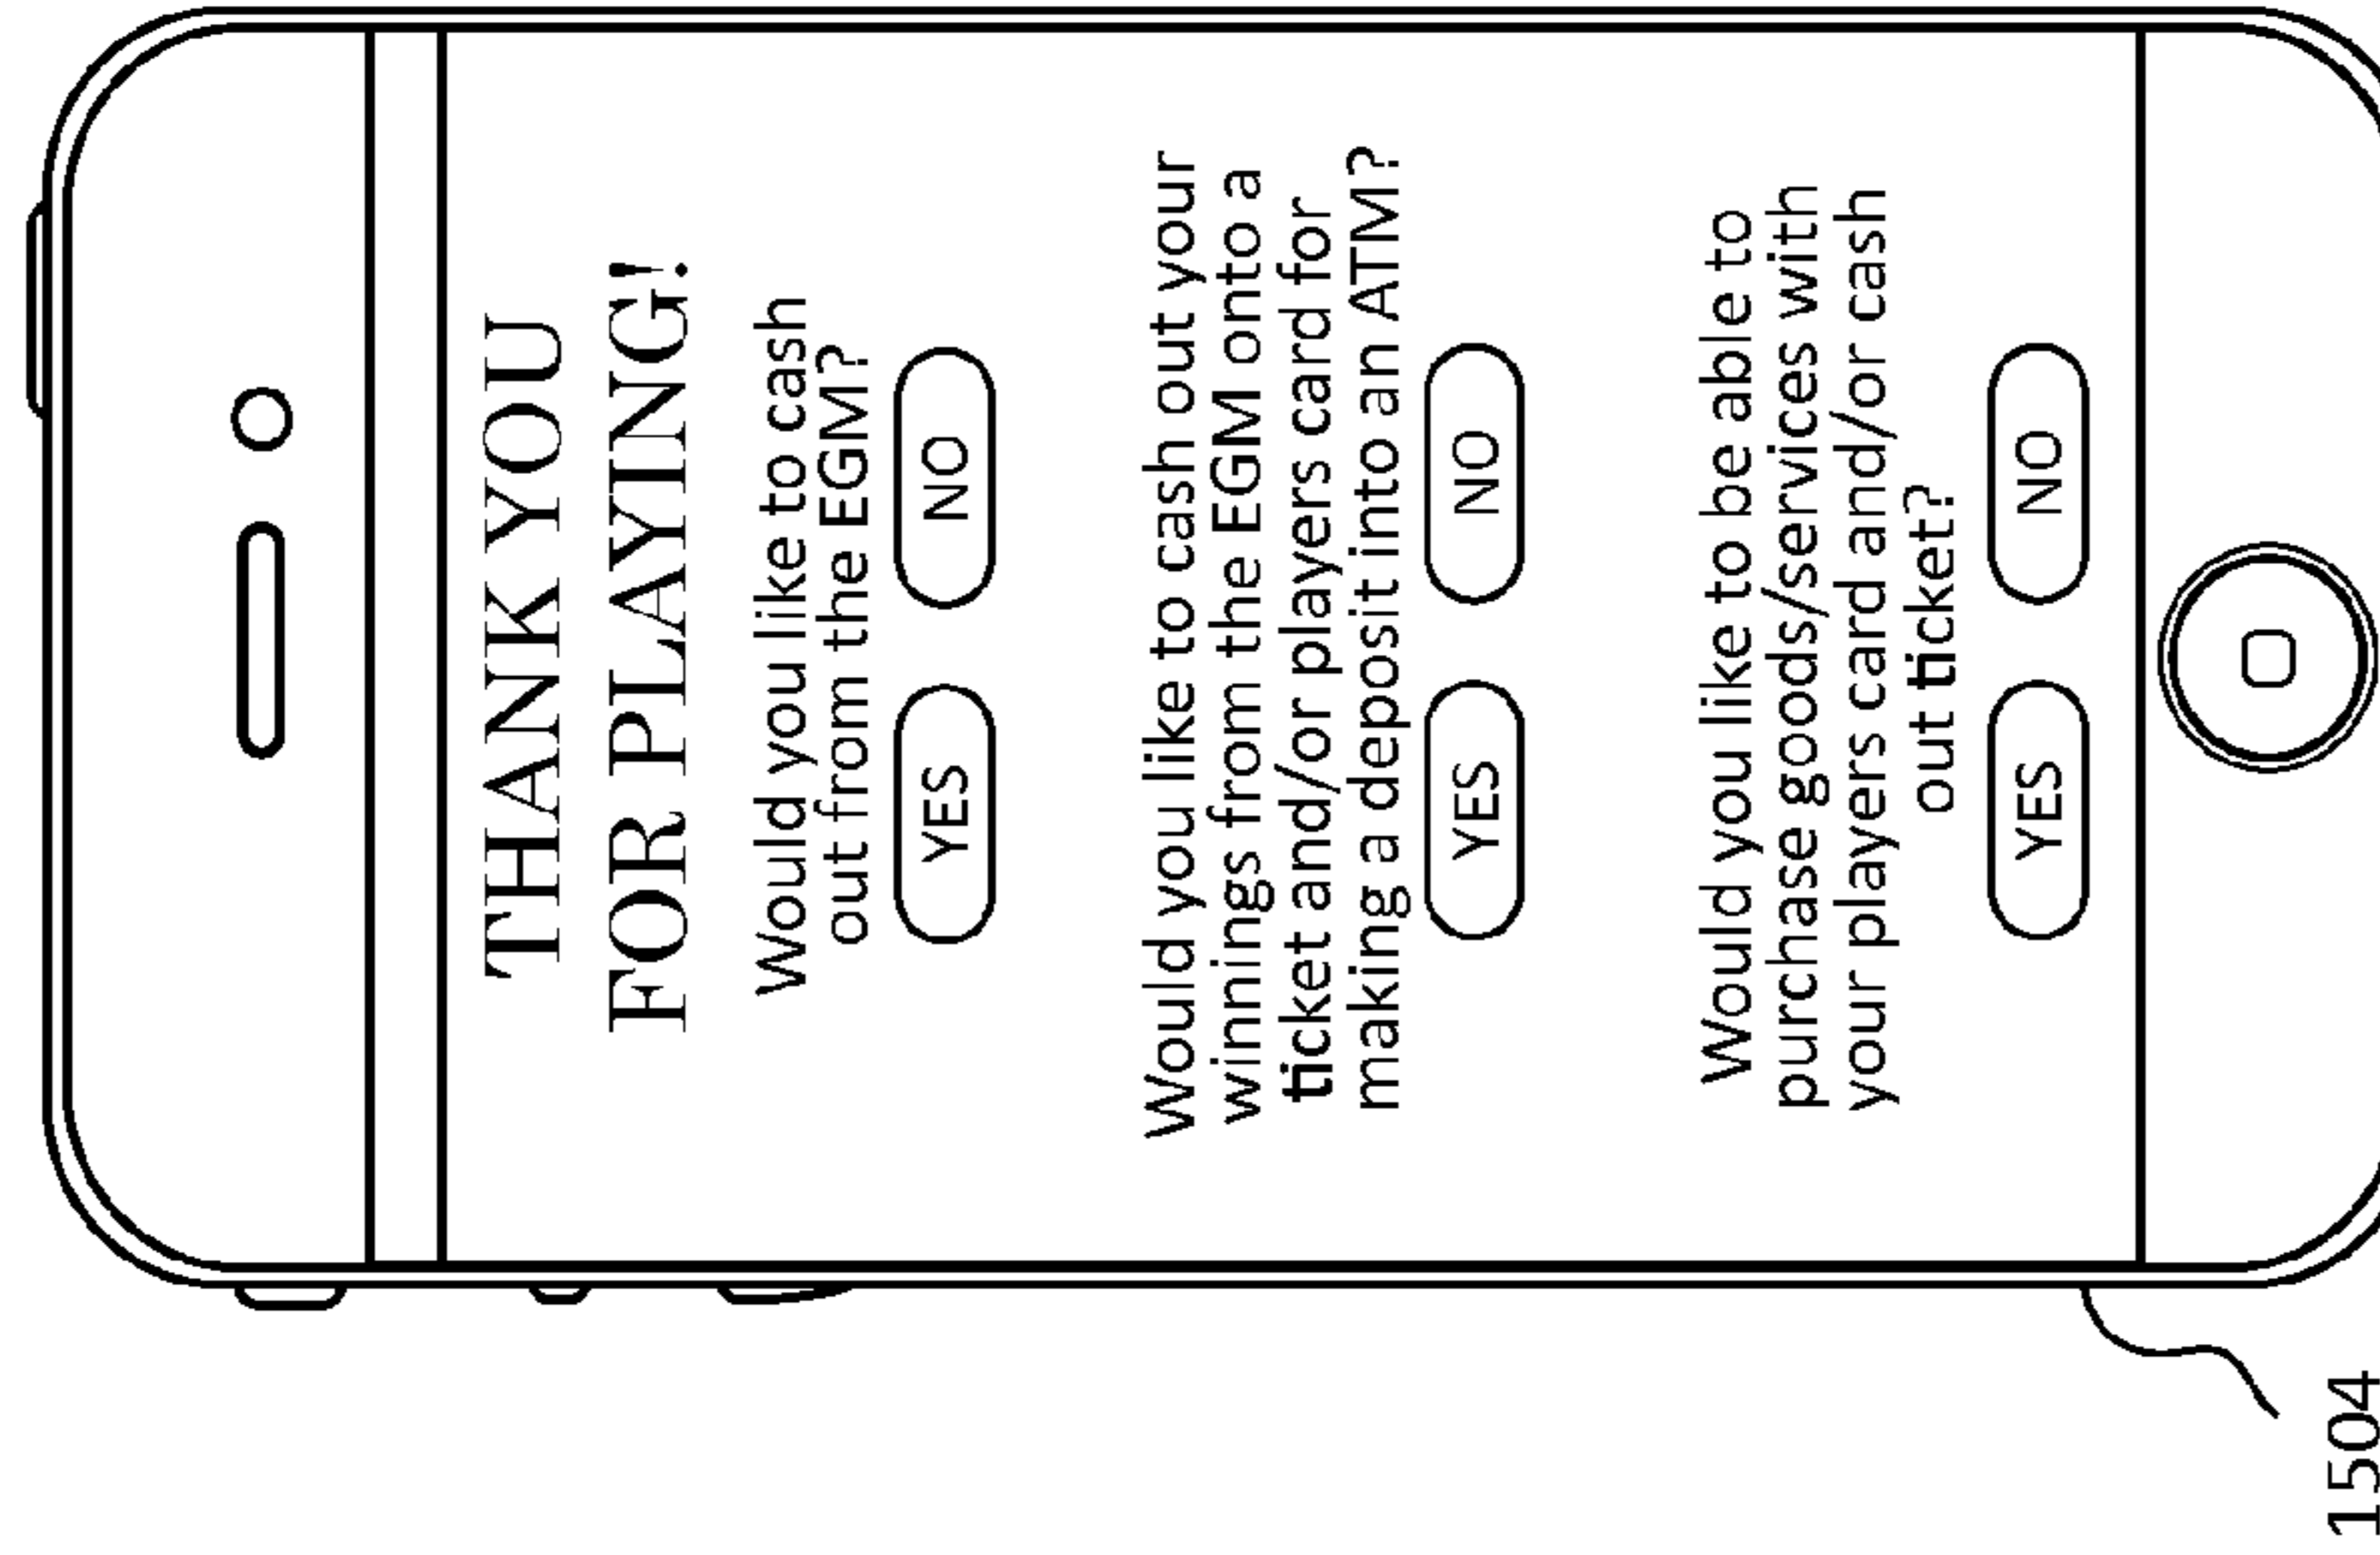 THANK YOU
FOR PLAYING!
Would you like to cash
out from the EGM?
YES NO
Would you like to cash out your
winnings from the EGM onto a
ticket and/or players card for
making a deposit into an ATM?
YES NO
Would you like to be able to
purchase goods/services with
your players card and/or cash
out ticket?
YES NO
1504